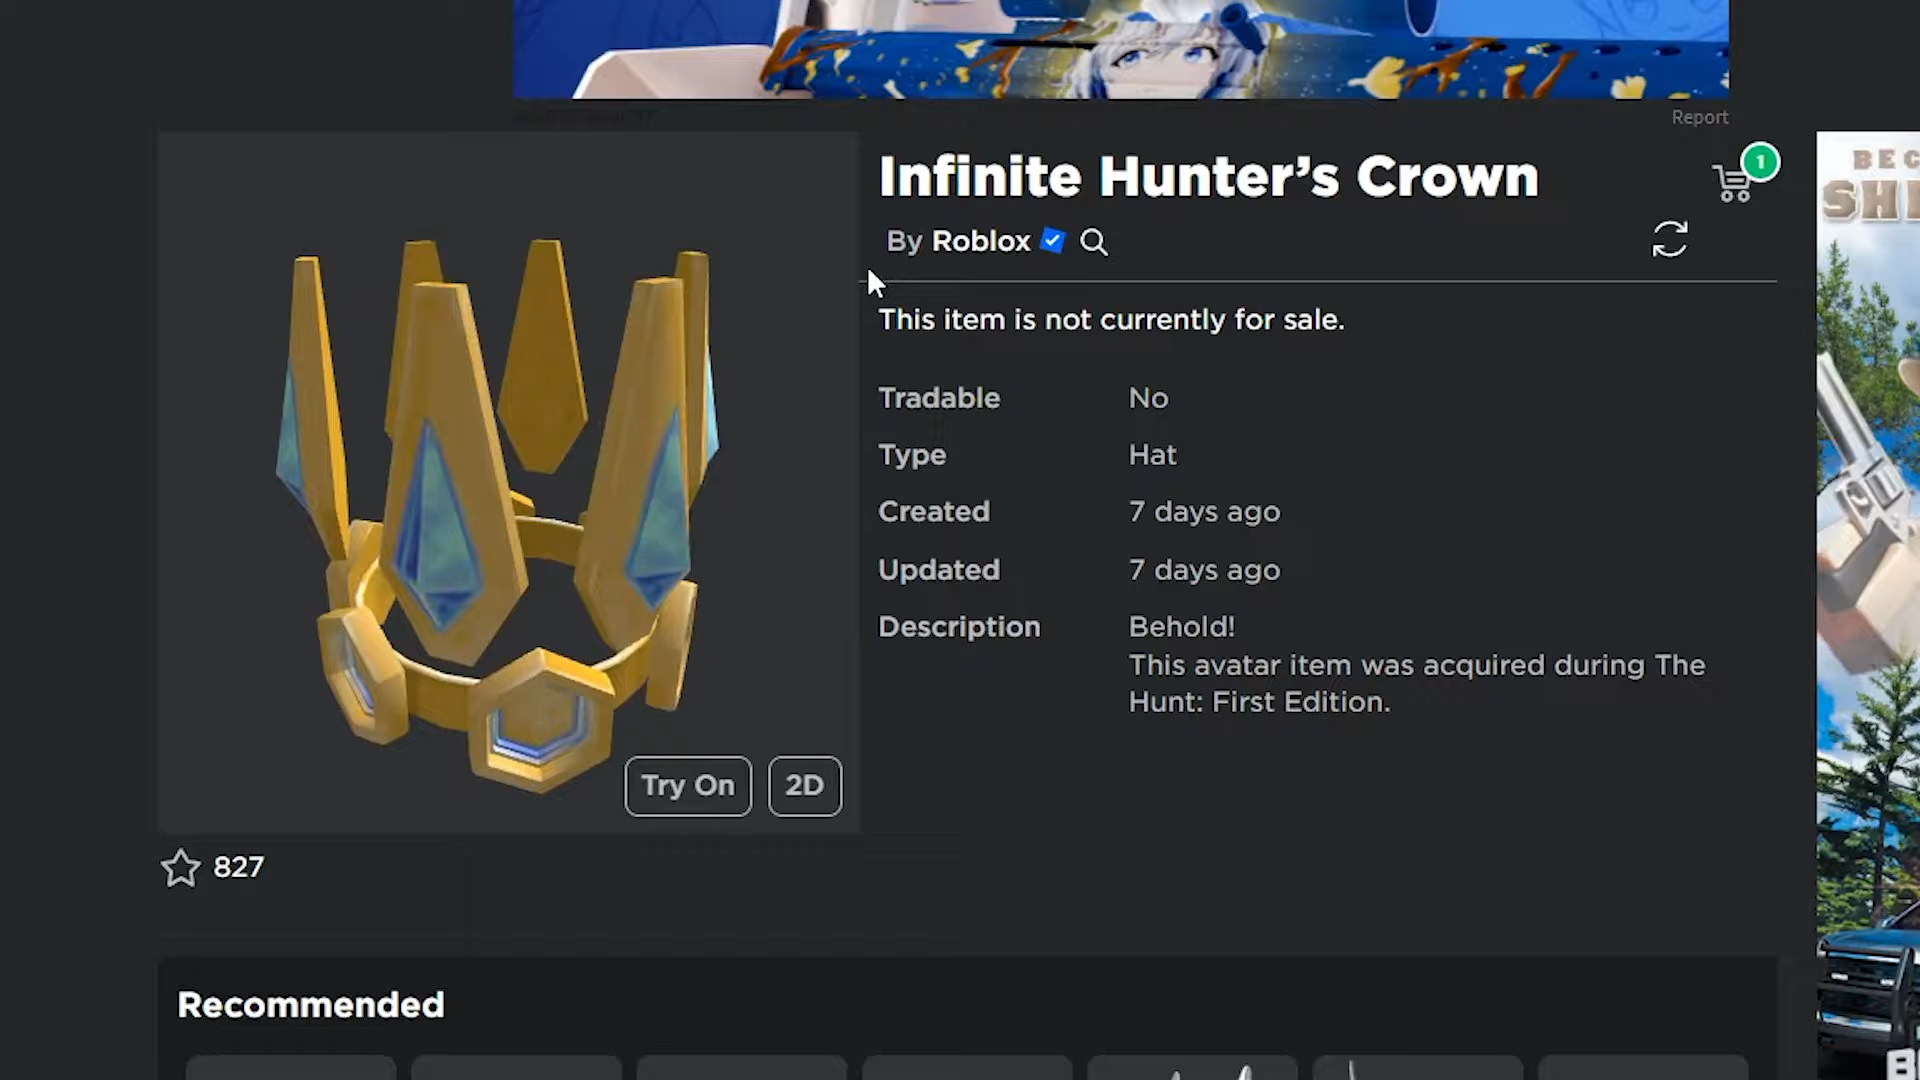 Report
Infinite Hunter’s Crown
1
By Roblox
This item is not currently for sale.
Tradable No
Type Hat
Created 7 days ago
Updated 7 days ago
Description Behold!
This avatar item was acquired during The
Hunt: First Edition.
Try On
2D
827
Recommended